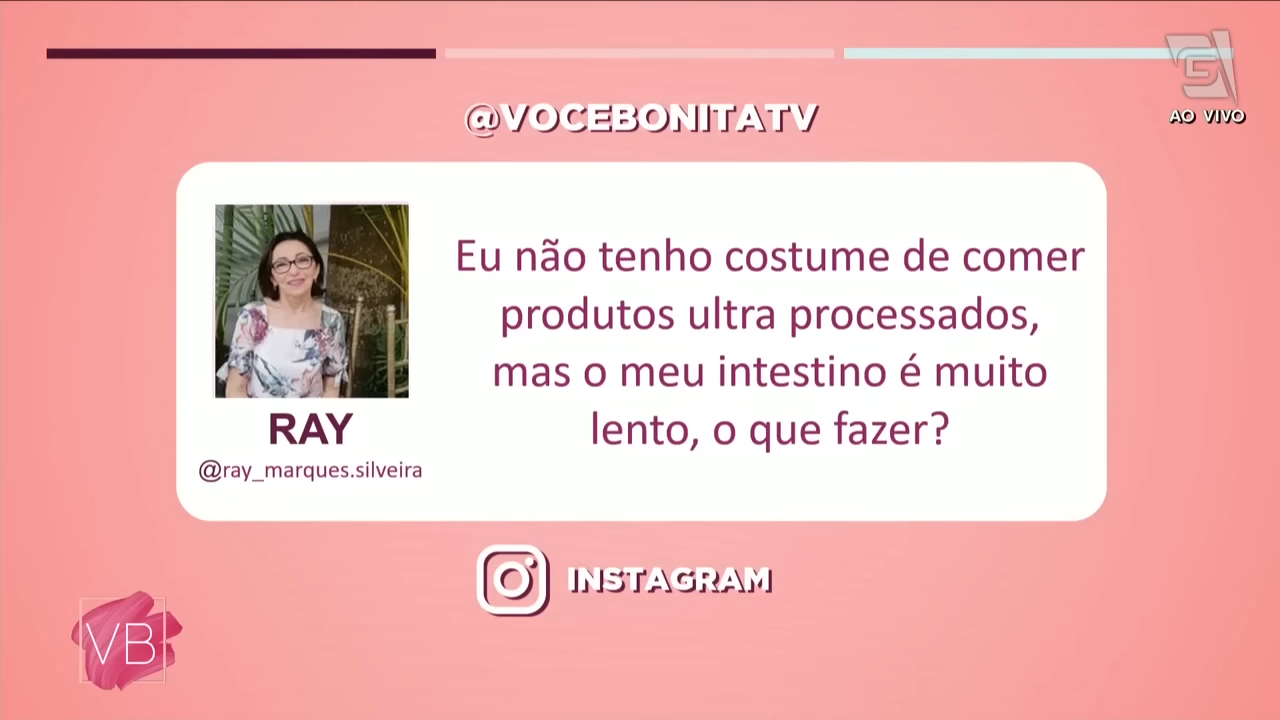 @VOCEBONITATV
AO VIVO
Eu não tenho costume de comer
produtos ultra processados,
mas o meu intestino é muito
lento, o que fazer?
RAY
@ray_marques.silveira
INSTAGRAM
VB